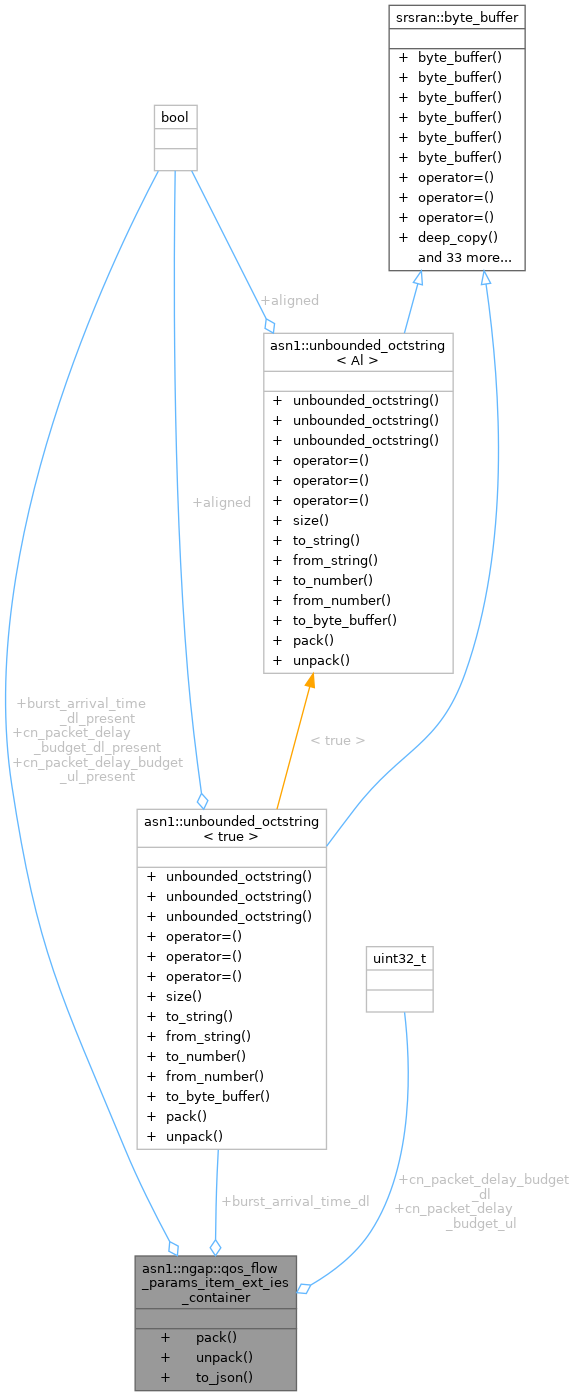 srsran::byte_buffer
+ byte_buffer()
+ byte_buffer()
+ byte_buffer()
+ byte_buffer()
+ byte_buffer()
+ byte_buffer()
+ operator=()
+ operator=()
+ operator=()
+ deep_copy()
and 33 more...
bool
+aligned
asn1::unbounded_octstring
< Al >
+ unbounded_octstring()
+ unbounded_octstring()
+ unbounded_octstring()
+ operator=()
+ operator=()
+ operator=()
+ size()
+ to_string()
+ from_string()
+ to_number()
+ from_number()
+ to_byte_buffer()
+ pack()
+ unpack()
+aligned
+burst_arrival_time
_dl_present
+cn_packet_delay
_budget_dl_present
+cn_packet_delay_budget
_ul_present
< true >
asn1::unbounded_octstring
< true >
+ unbounded_octstring()
+ unbounded_octstring()
+ unbounded_octstring()
+ operator=()
+ operator=()
+ operator=()
+ size()
+ to_string()
+ from_string()
+ to_number()
+ from_number()
+ to_byte_buffer()
+ pack()
+ unpack()
uint32_t
+cn_packet_delay_budget
_dl
+cn_packet_delay
_budget_ul
+burst_arrival_time_dl
asn1::ngap::qos_flow
_params_item_ext_ies
_container
+ pack()
+ unpack()
+ to_json()